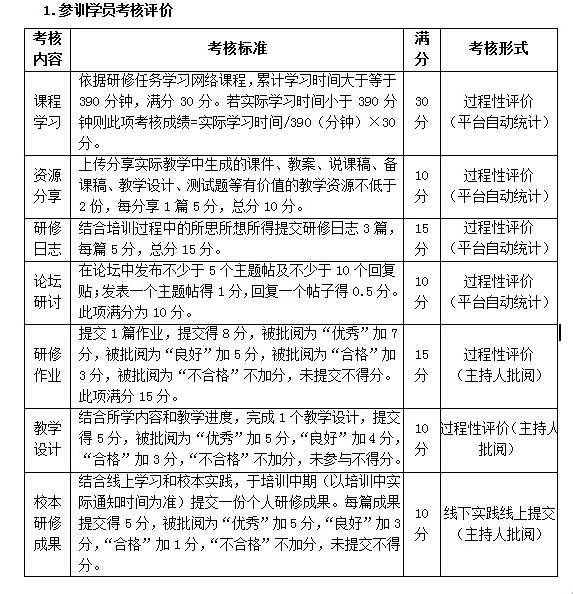 1. 参训学员考核评价
考核内容 考核标准 满分 考核形式
课程学习
依据研修任务学习网络课程，累计学习时间大于等于
390 分钟，满分 30 分。若实际学习时间小于 390 分
钟则此项考核成绩=实际学习时间/390（分钟）×30
分。
30分
过程性评价
（平台自动统计）
资源分享
上传分享实际教学中生成的课件、教案、说课稿、备
课稿、教学设计、测试题等有价值的教学资源不低于
2 份，每分享 1 篇 5 分，总分 10 分。
10分
过程性评价
（平台自动统计）
研修日志
结合培训过程中的所思所想所得提交研修日志 3 篇，
每篇 5 分，总分 15 分。
15分
过程性评价
（平台自动统计）
论坛研讨
在论坛中发布不少于 5 个主题帖及不少于 10 个回复
贴；发表一个主题帖得 1 分，回复一个帖子得 0.5 分。
此项满分为 10 分。
10分
过程性评价
（平台自动统计）
研修作业
提交 1 篇作业，提交得 8 分，被批阅为“优秀”加 7
分，被批阅为“良好”加 5 分，被批阅为“合格”加
3 分，被批阅为“不合格”不加分，未提交不得分。
此项满分 15 分。
15分
过程性评价
（主持人批阅）
教学设计
结合所学内容和教学进度，完成 1 个教学设计，提交
得 5 分，被批阅为“优秀”加 5 分，“良好”加 4 分，
“合格”加 3 分，“不合格”不加分，未参与不得分。
10分
过程性评价（主持人
批阅）
校本研修成果
结合线上学习和校本实践，于培训中期（以培训中实
际通知时间为准）提交一份个人研修成果。每篇成果
提交得 5 分，被批阅为“优秀”加 5 分，“良好”加 3
分，“合格”加 1 分，“不合格”不加分，未提交不得
分。
10分
线下实践线上提交
（主持人批阅）